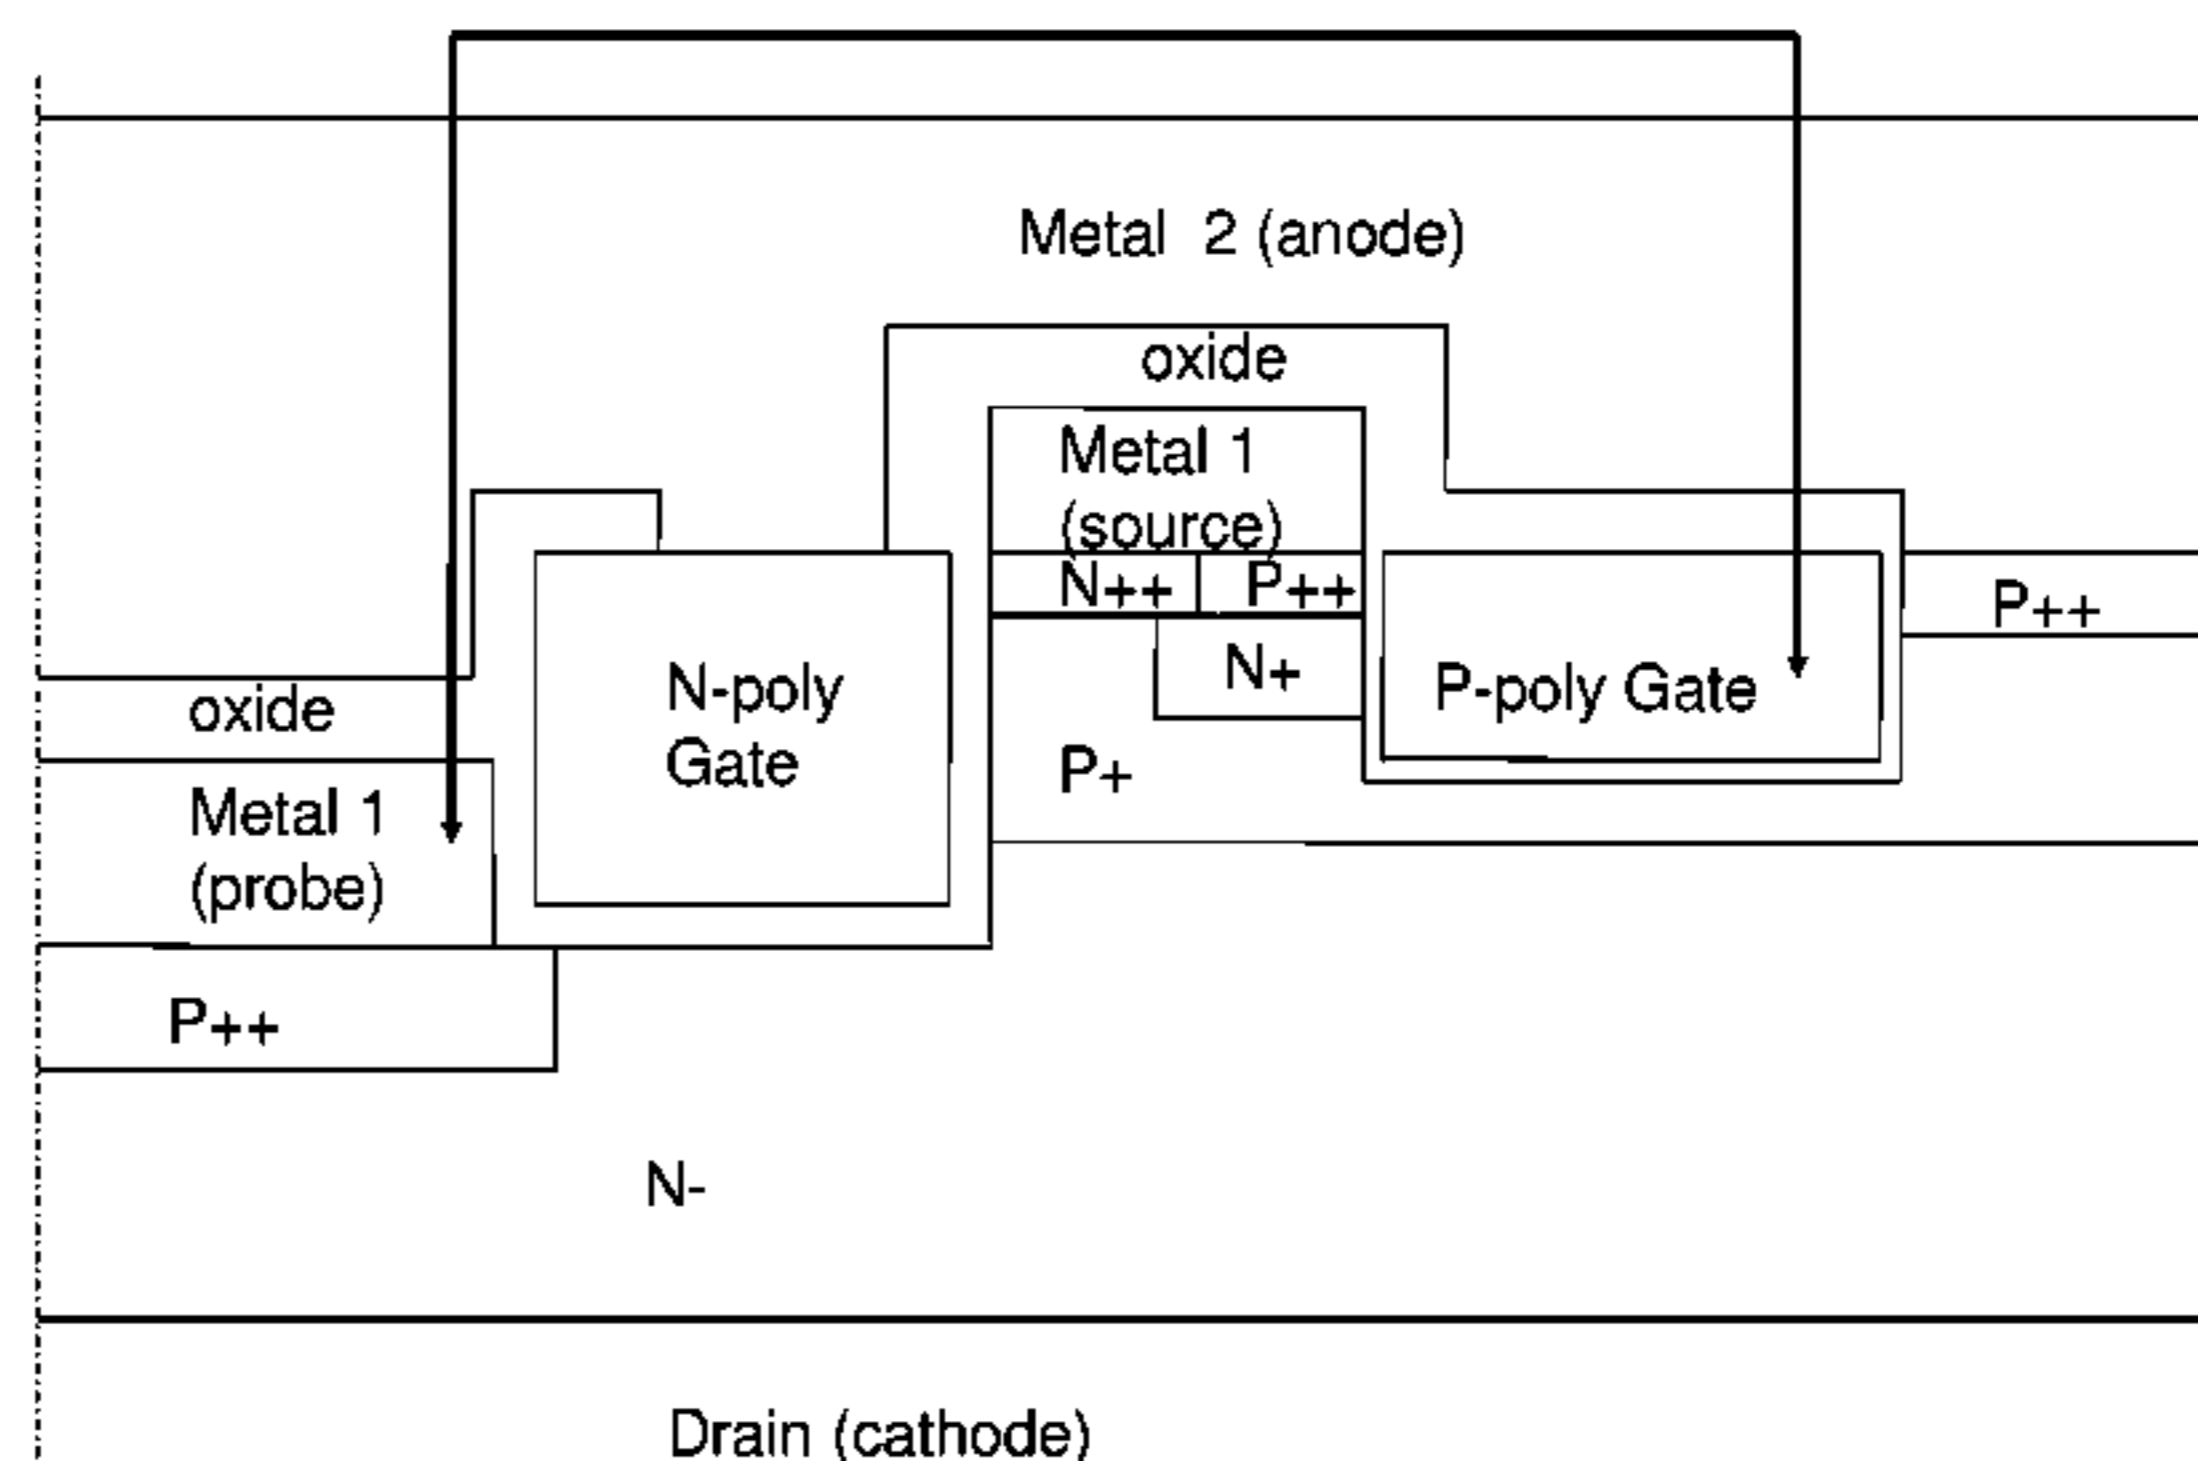 Metal 2 (anode)
oxide
Metal 1
(source)
N++
P++
P++
N+
N-poly
Gate
P-poly Gate
oxide
P+
Metal 1
(probe)
P++
N-
Drain (cathode)